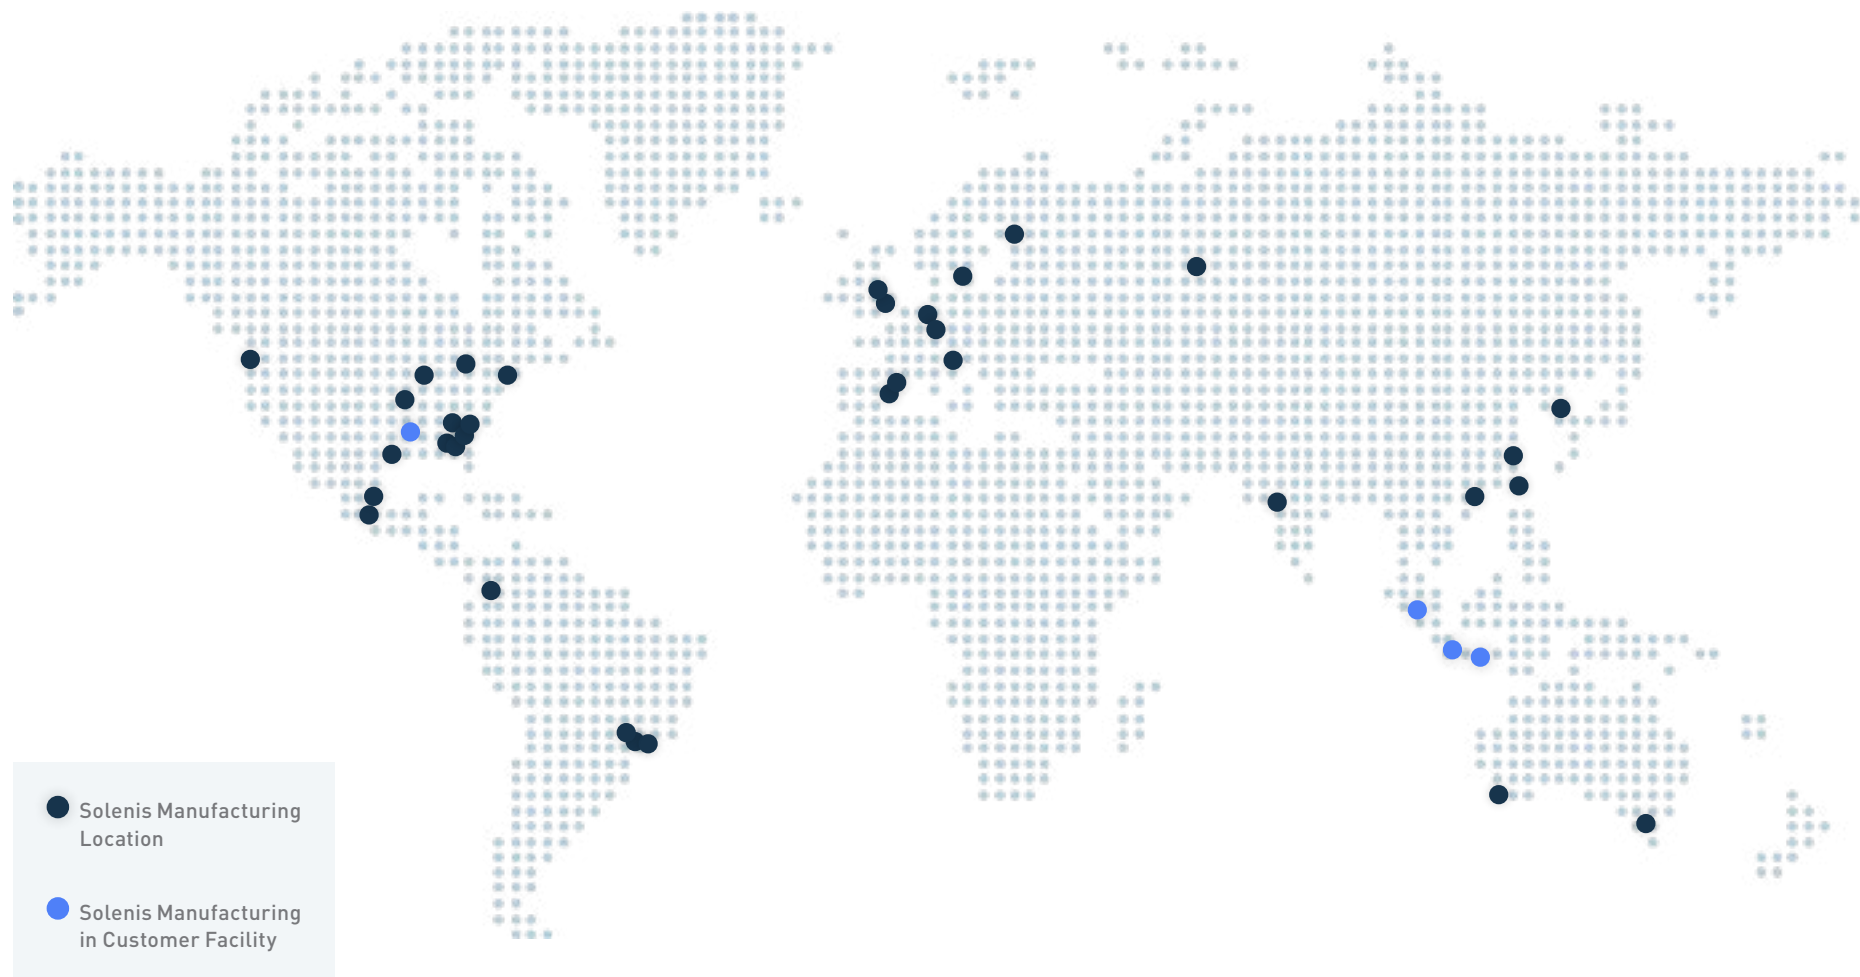 Solenis Manufacturing
Location
Solenis Manufacturing
in Customer Facility